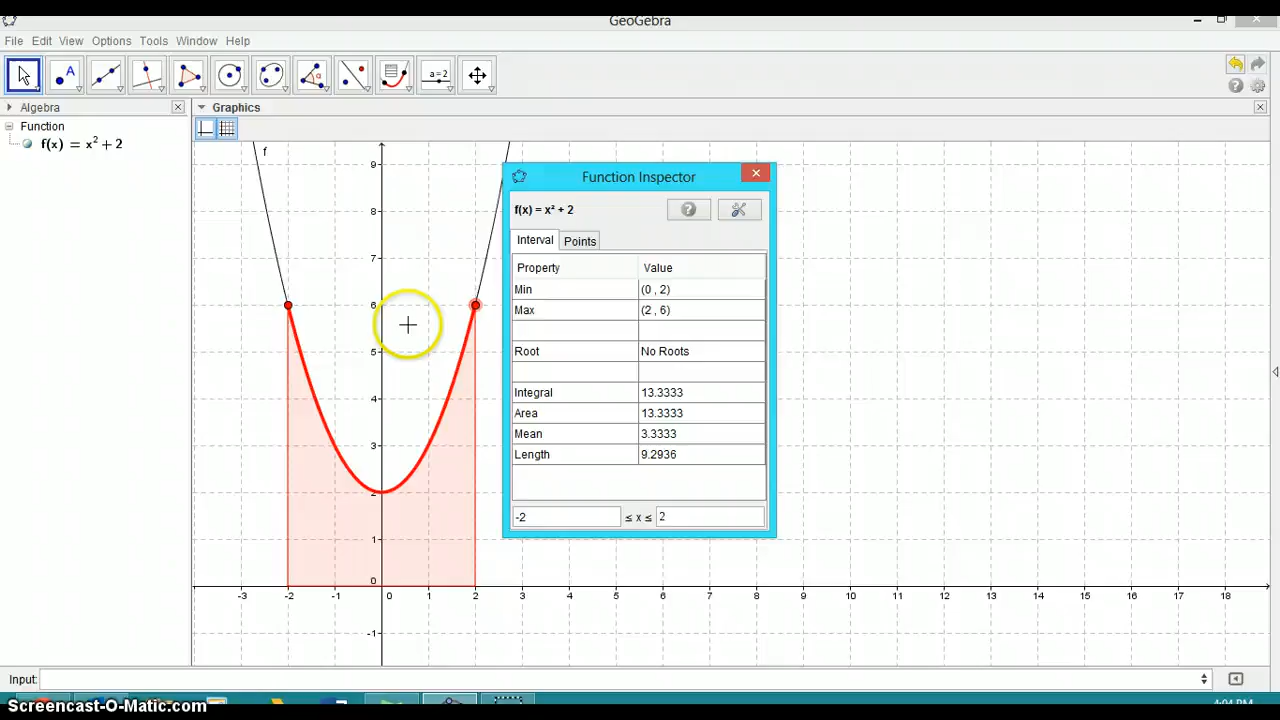 GeoGebra
File Edit View Options Tools Window Help
A
α
a = 2
Algebra
Graphics
Function
f(x) = x² + 2
f
9
8
7
6
5
4
3
2
1
0
-1
-3 -2 -1 0 1 2 3 4 5 6 7 8 9 10 11 12 13 14 15 16 17 18
Function Inspector
f(x) = x² + 2
Interval Points
Property Value
Min (0 , 2)
Max (2 , 6)
Root No Roots
Integral 13.3333
Area 13.3333
Mean 3.3333
Length 9.2936
-2 ≤ x ≤ 2
Input:
Screencast-O-Matic.com
4:04 PM